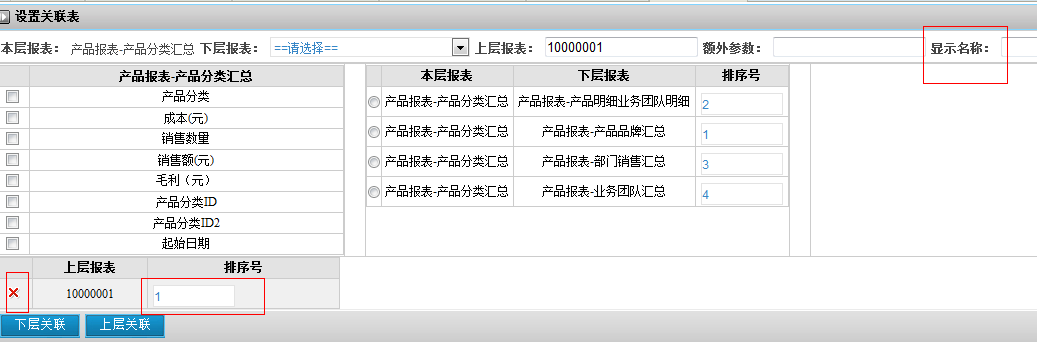 设置关联表
本层报表： 产品报表-产品分类汇总 下层报表： ==请选择== 上层报表： 10000001 额外参数： 显示名称：
产品报表-产品分类汇总
产品分类
成本(元)
销售数量
销售额(元)
毛利（元）
产品分类ID
产品分类ID2
起始日期
本层报表 下层报表 排序号
产品报表-产品分类汇总 产品报表-产品明细业务团队明细 2
产品报表-产品分类汇总 产品报表-产品品牌汇总 1
产品报表-产品分类汇总 产品报表-部门销售汇总 3
产品报表-产品分类汇总 产品报表-业务团队汇总 4
上层报表 排序号
10000001 1
下层关联 上层关联